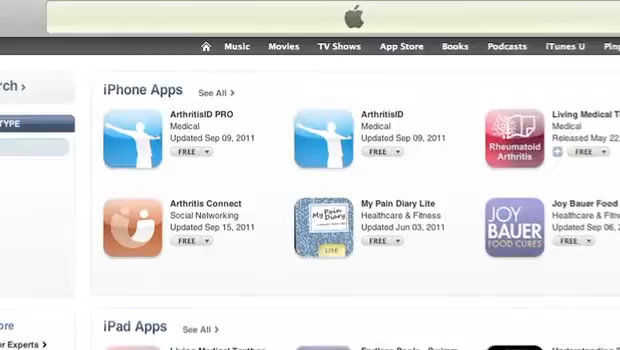 Music Movies TV Shows App Store Books Podcasts iTunes U Ping
rch ›
TYPE
iPhone Apps See All ›
ArthritisID PRO
Medical
Updated Sep 09, 2011
FREE
ArthritisID
Medical
Updated Sep 09, 2011
FREE
Rheumatoid
Arthritis
Living Medical T
Medical
Released May 22,
FREE
Arthritis Connect
Social Networking
Updated Sep 15, 2011
FREE
My Pain
Diary
LITE
My Pain Diary Lite
Healthcare & Fitness
Updated Jun 03, 2011
FREE
JOY
BAUER
FOOD CURES
Joy Bauer Food
Healthcare & Fitne
Updated Sep 06, 2
FREE
ore
er Experts ›
iPad Apps See All ›